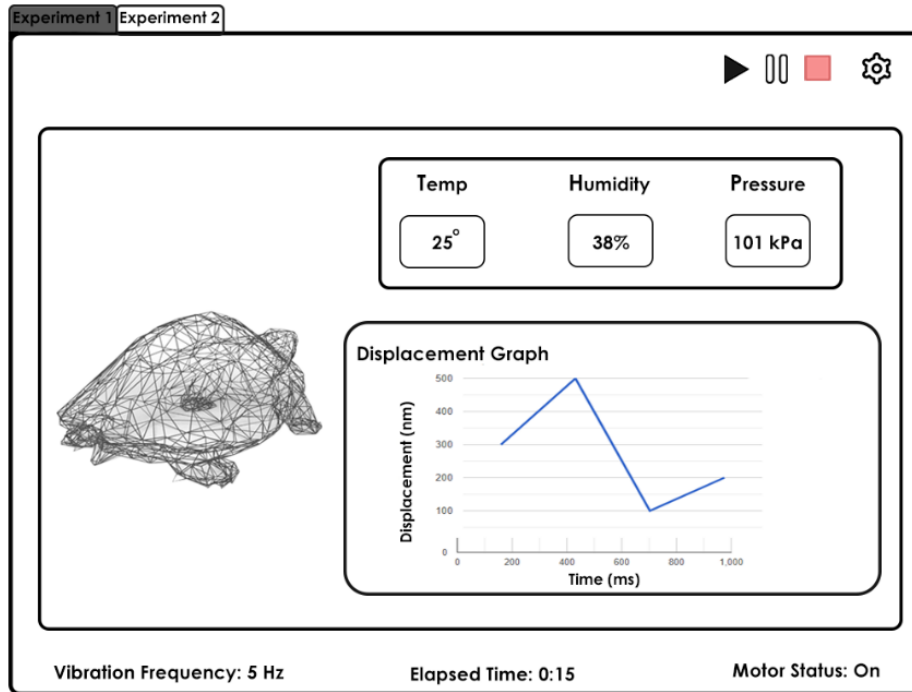 Experiment 1 Experiment 2
Temp Humidity Pressure
25° 38% 101 kPa
Displacement Graph
500
400
300
200
100
0
Displacement (nm)
0 200 400 600 800 1,000
Time (ms)
Vibration Frequency: 5 Hz Elapsed Time: 0:15 Motor Status: On